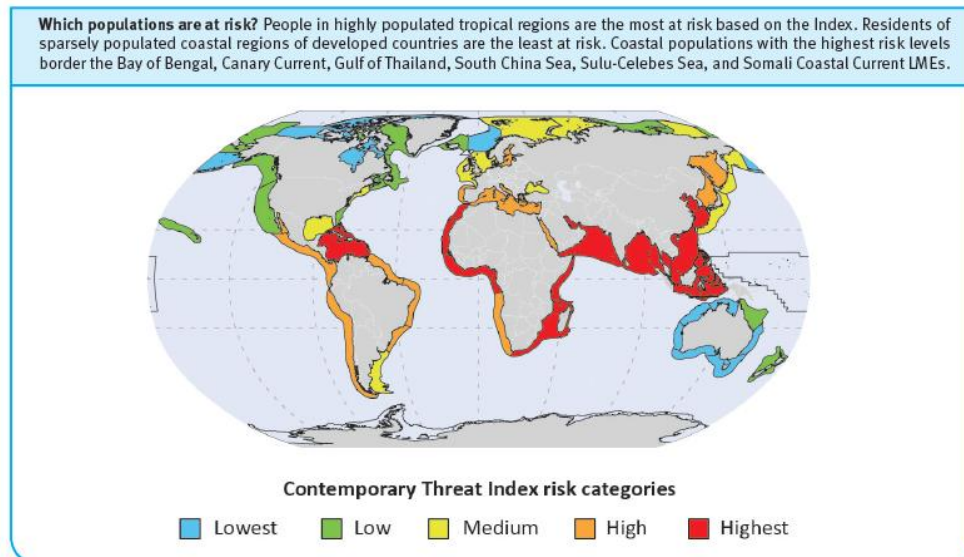 Which populations are at risk? People in highly populated tropical regions are the most at risk based on the Index. Residents of
sparsely populated coastal regions of developed countries are the least at risk. Coastal populations with the highest risk levels
border the Bay of Bengal, Canary Current, Gulf of Thailand, South China Sea, Sulu-Celebes Sea, and Somali Coastal Current LMEs.
Contemporary Threat Index risk categories
Lowest Low Medium High Highest